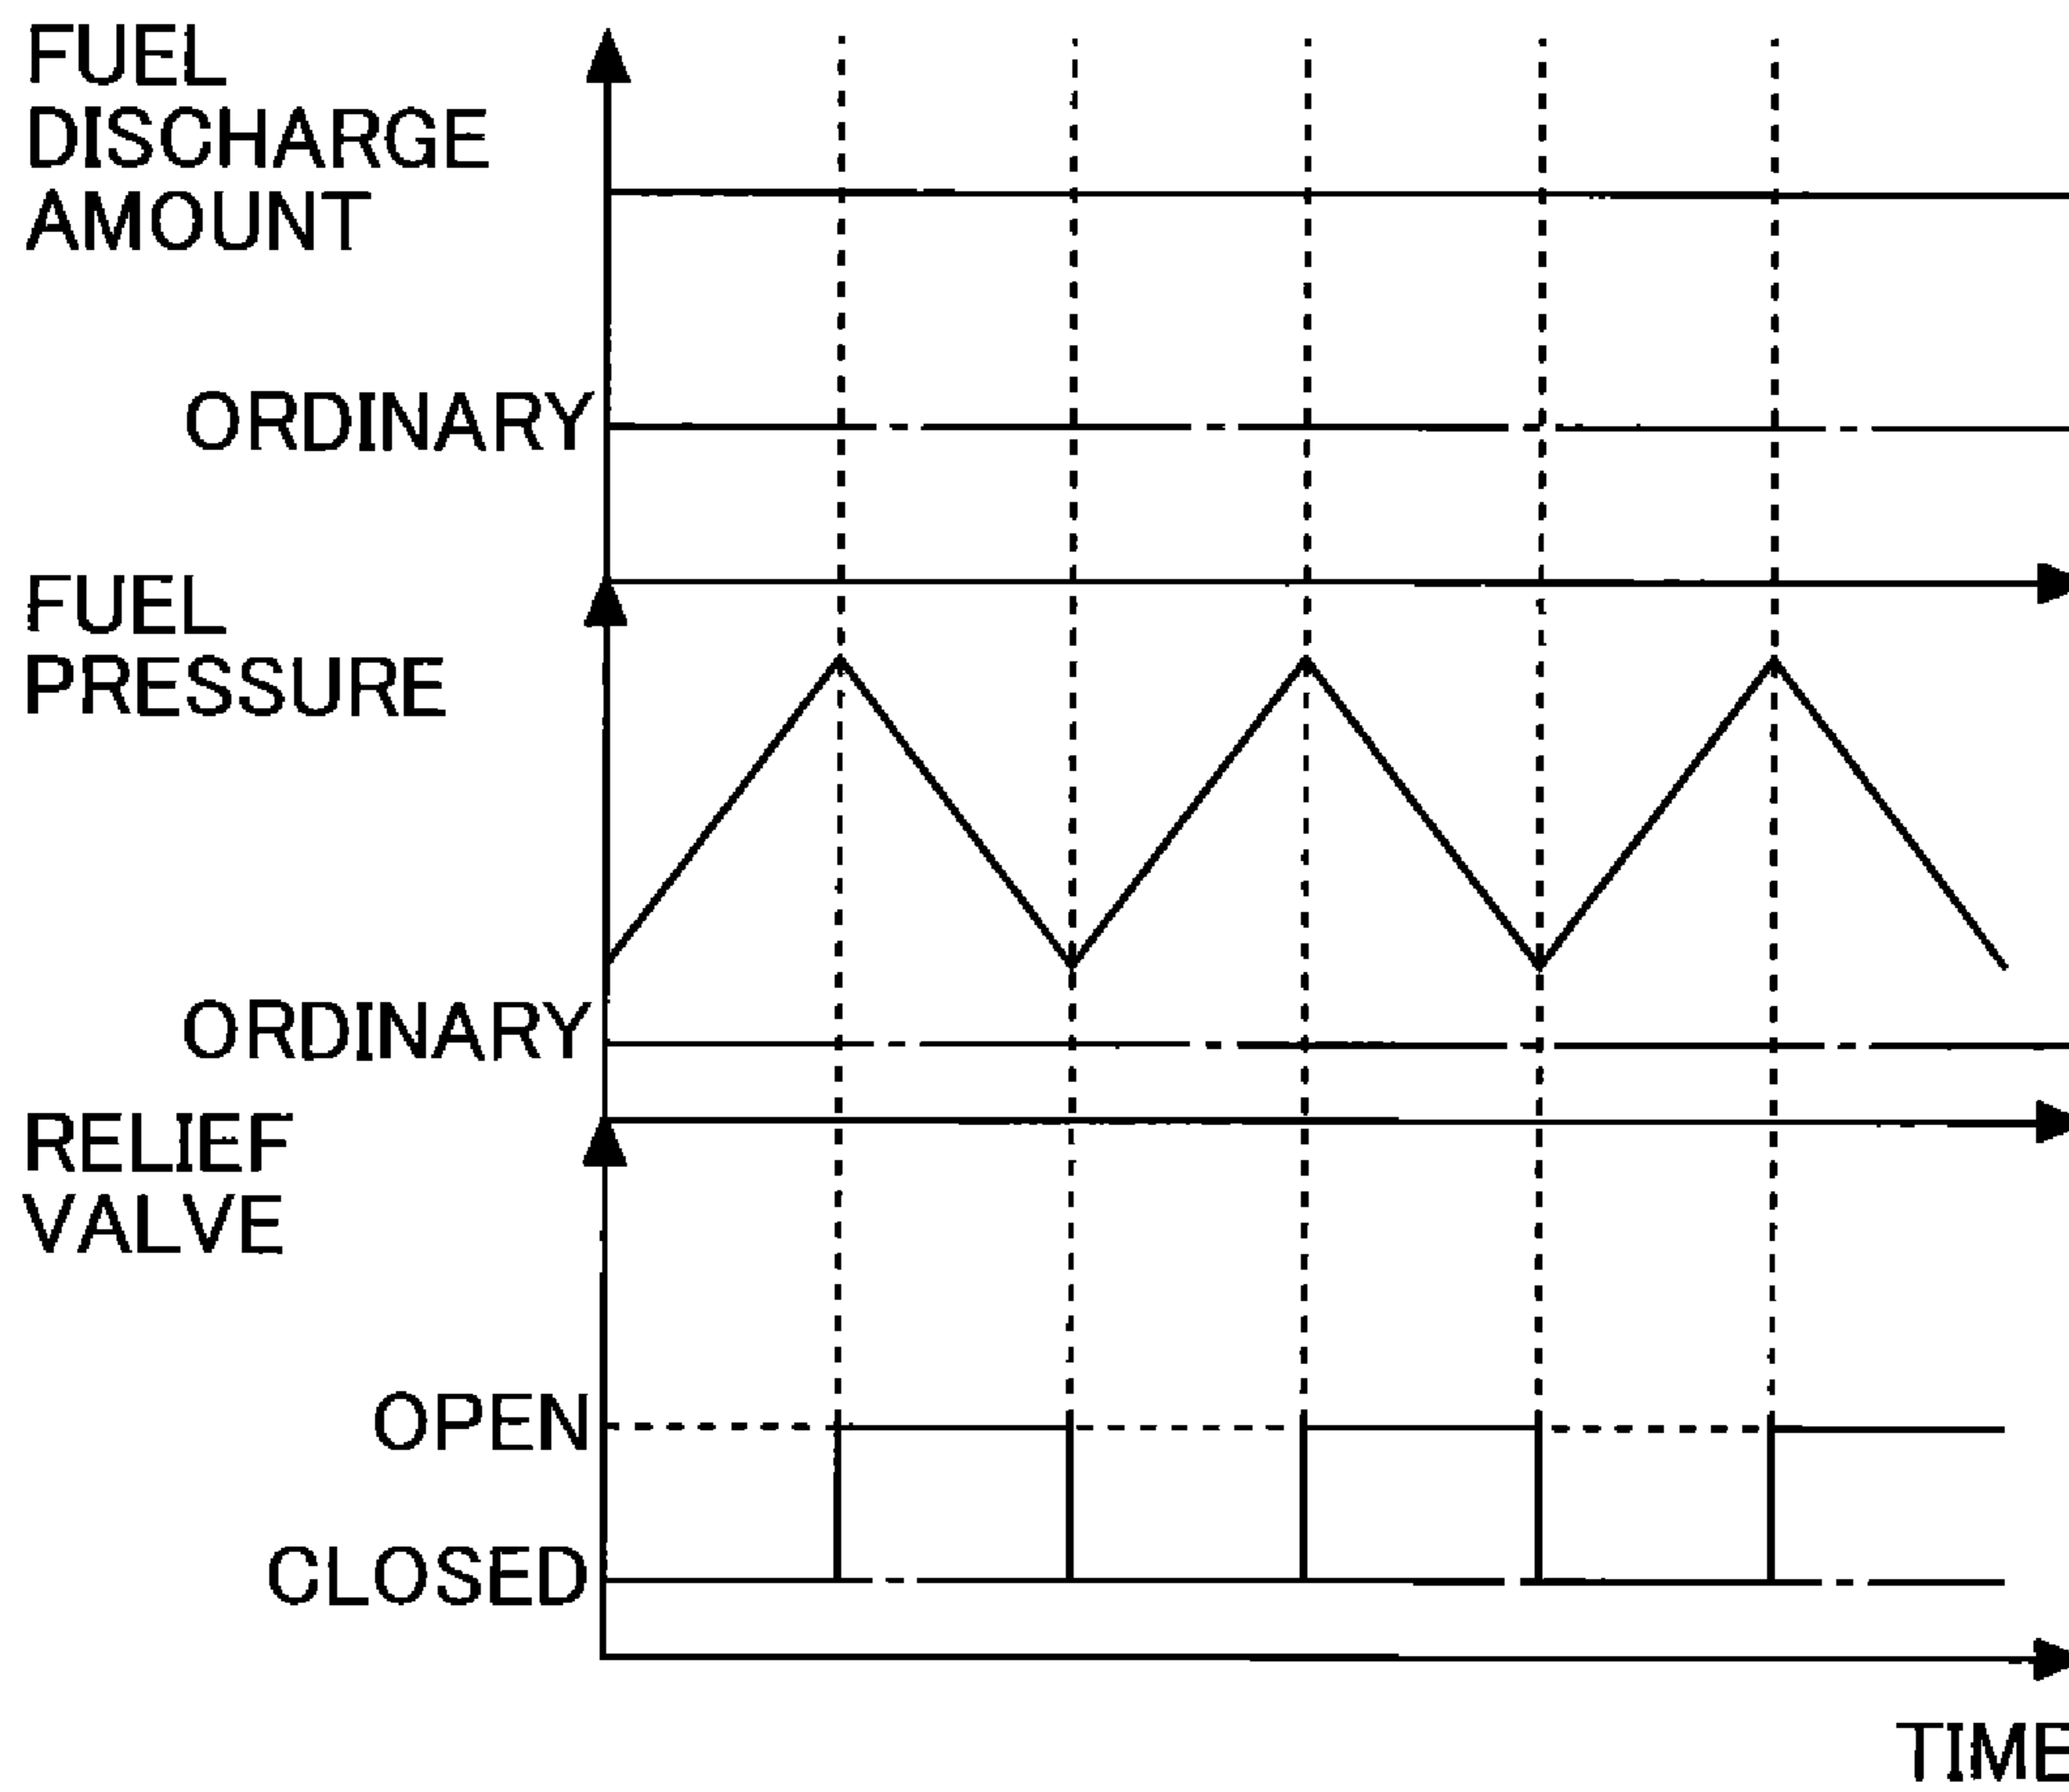 FUEL
DISCHARGE
AMOUNT
ORDINARY
FUEL
PRESSURE
ORDINARY
RELIEF
VALVE
OPEN
CLOSED
TIME